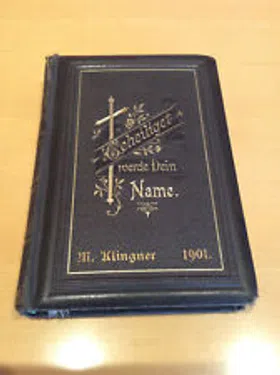 Geheiliget
werde Dein
Name.
M. Klingner 1901.